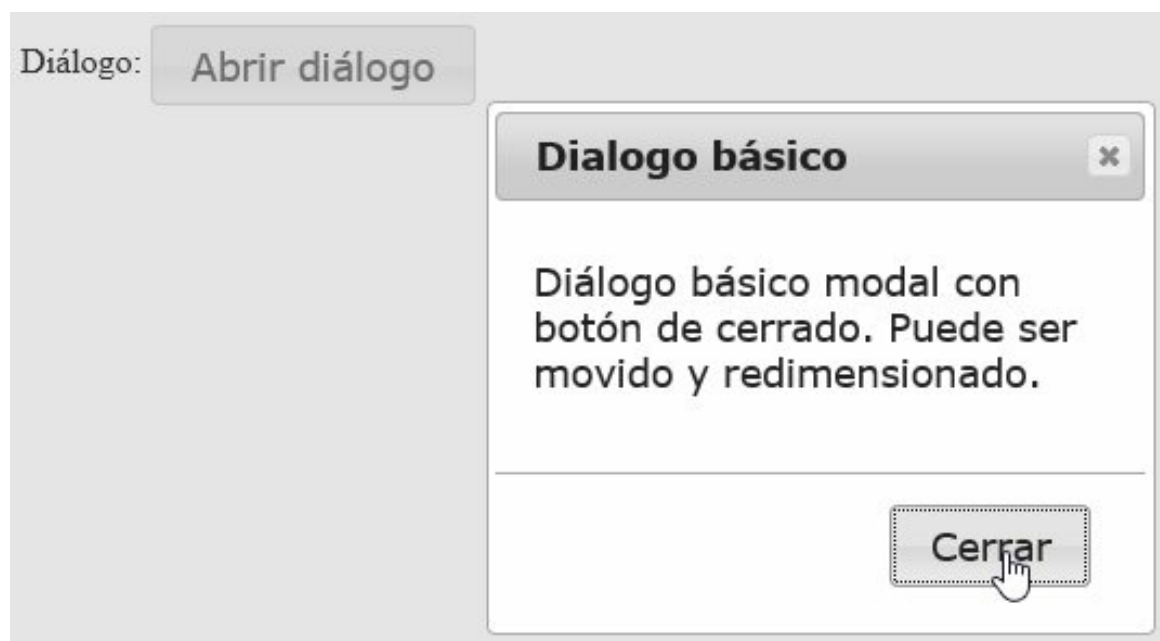 Diálogo:
Abrir diálogo
Dialogo básico
Diálogo básico modal con
botón de cerrado. Puede ser
movido y redimensionado.
Cerrar